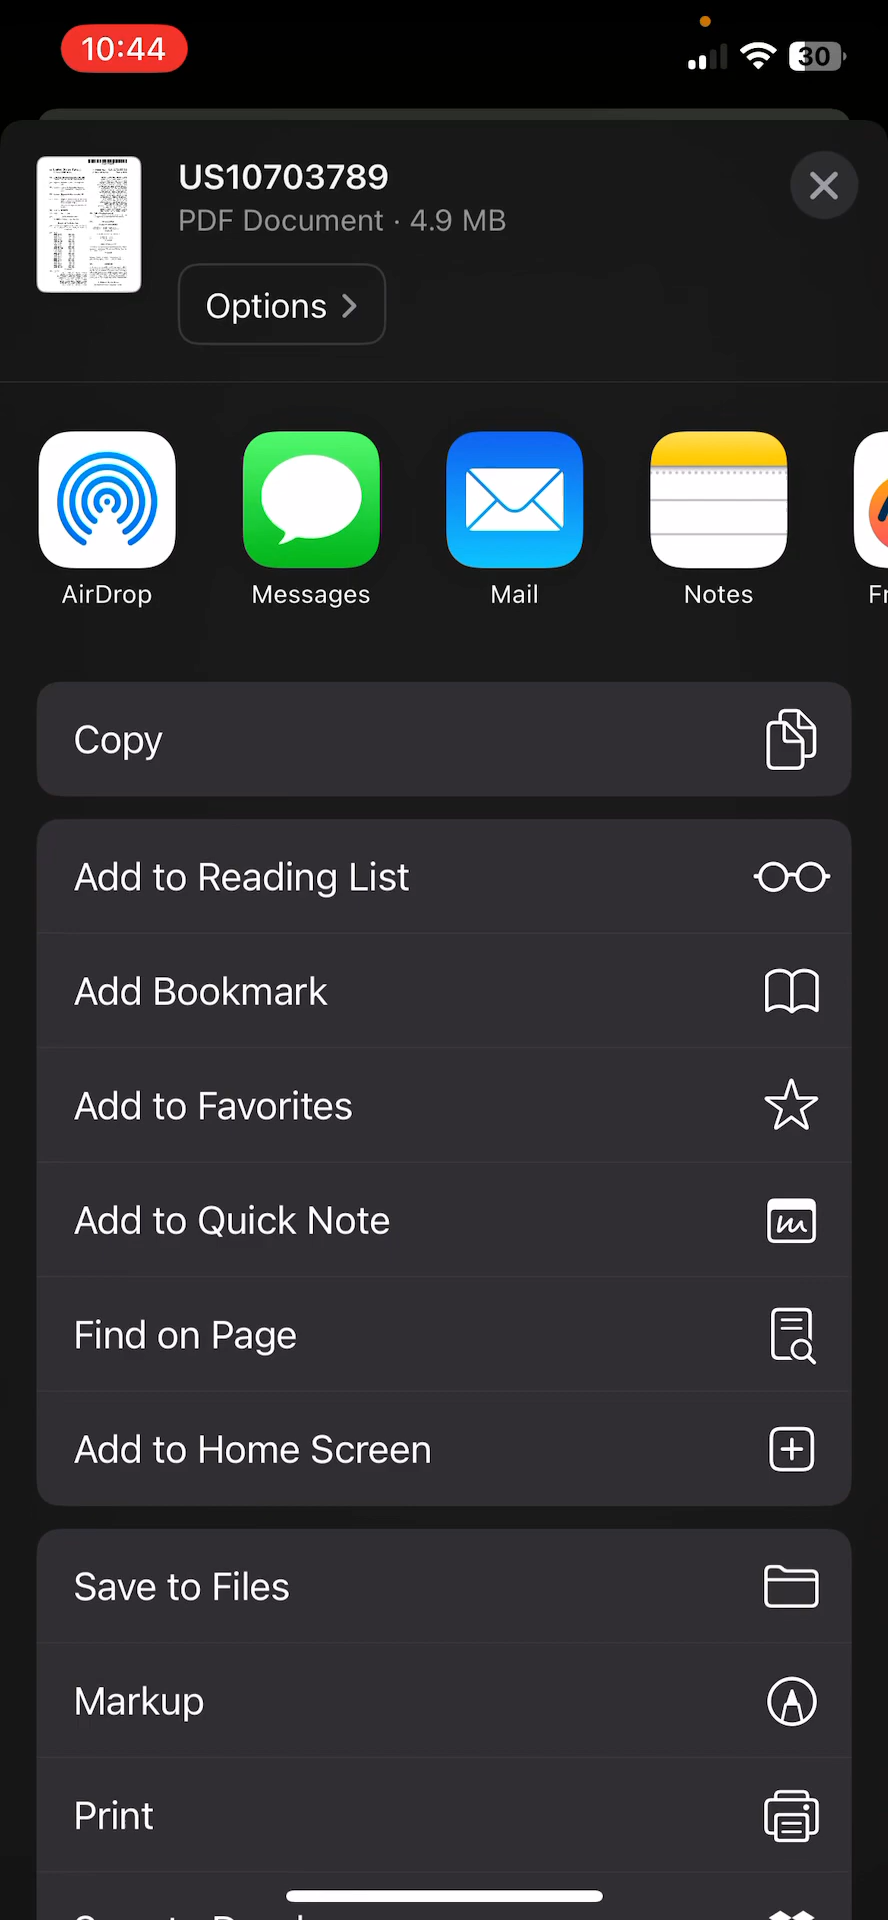 10:44
30
US10703789
PDF Document · 4.9 MB
Options
AirDrop
Messages
Mail
Notes
Copy
Add to Reading List
Add Bookmark
Add to Favorites
Add to Quick Note
Find on Page
Add to Home Screen
Save to Files
Markup
Print